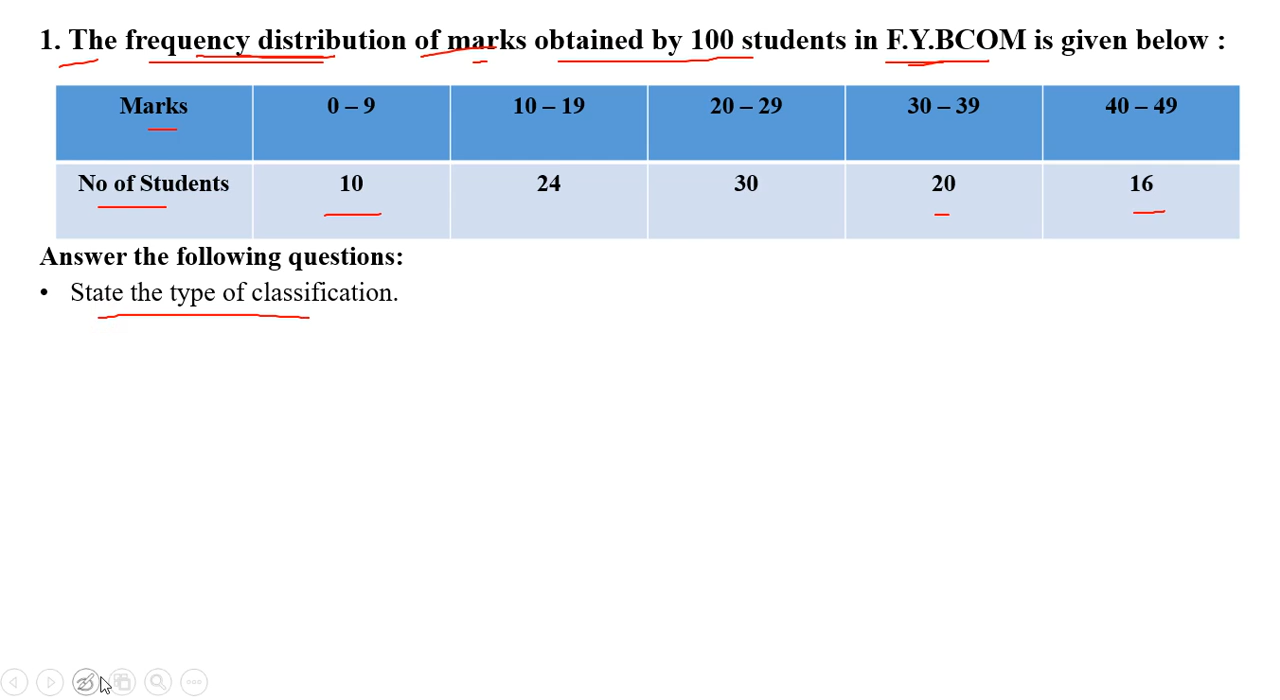 1. The frequency distribution of marks obtained by 100 students in F.Y.BCOM is given below :
Marks 0 – 9 10 – 19 20 – 29 30 – 39 40 – 49
No of Students 10 24 30 20 16
Answer the following questions:
• State the type of classification.